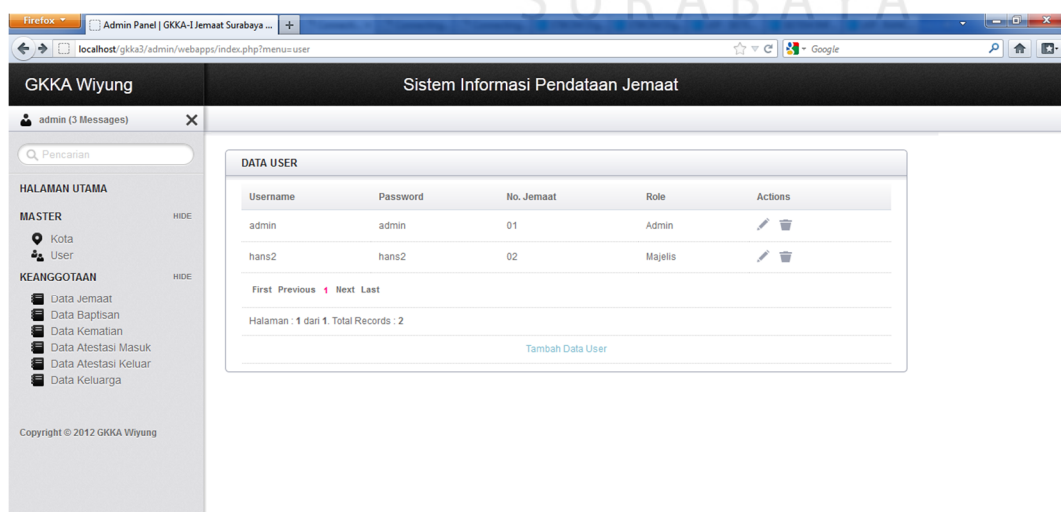 SURABAYA
Firefox
Admin Panel | GKKA-I Jemaat Surabaya ...
localhost/gkka3/admin/webapps/index.php?menu=user
Google
GKKA Wiyung
Sistem Informasi Pendataan Jemaat
admin (3 Messages)
Pencarian
HALAMAN UTAMA
MASTER HIDE
Kota
User
KEANGGOTAAN HIDE
Data Jemaat
Data Baptisan
Data Kematian
Data Atestasi Masuk
Data Atestasi Keluar
Data Keluarga
Copyright © 2012 GKKA Wiyung
DATA USER
Username Password No. Jemaat Role Actions
admin admin 01 Admin
hans2 hans2 02 Majelis
First Previous 1 Next Last
Halaman : 1 dari 1. Total Records : 2
Tambah Data User